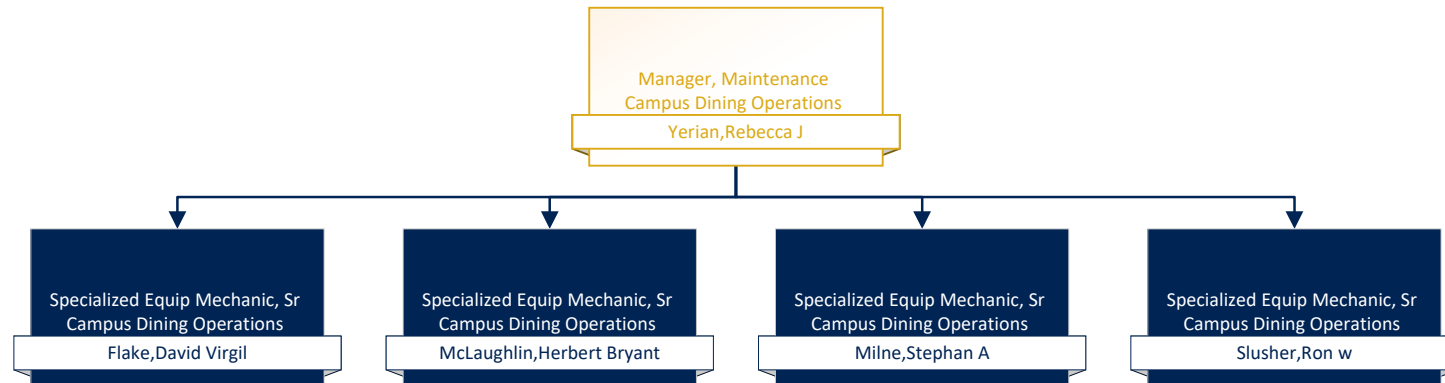 Manager, Maintenance
Campus Dining Operations
Yerian,Rebecca J
Specialized Equip Mechanic, Sr
Campus Dining Operations
Flake,David Virgil
Specialized Equip Mechanic, Sr
Campus Dining Operations
McLaughlin,Herbert Bryant
Specialized Equip Mechanic, Sr
Campus Dining Operations
Milne,Stephan A
Specialized Equip Mechanic, Sr
Campus Dining Operations
Slusher,Ron w